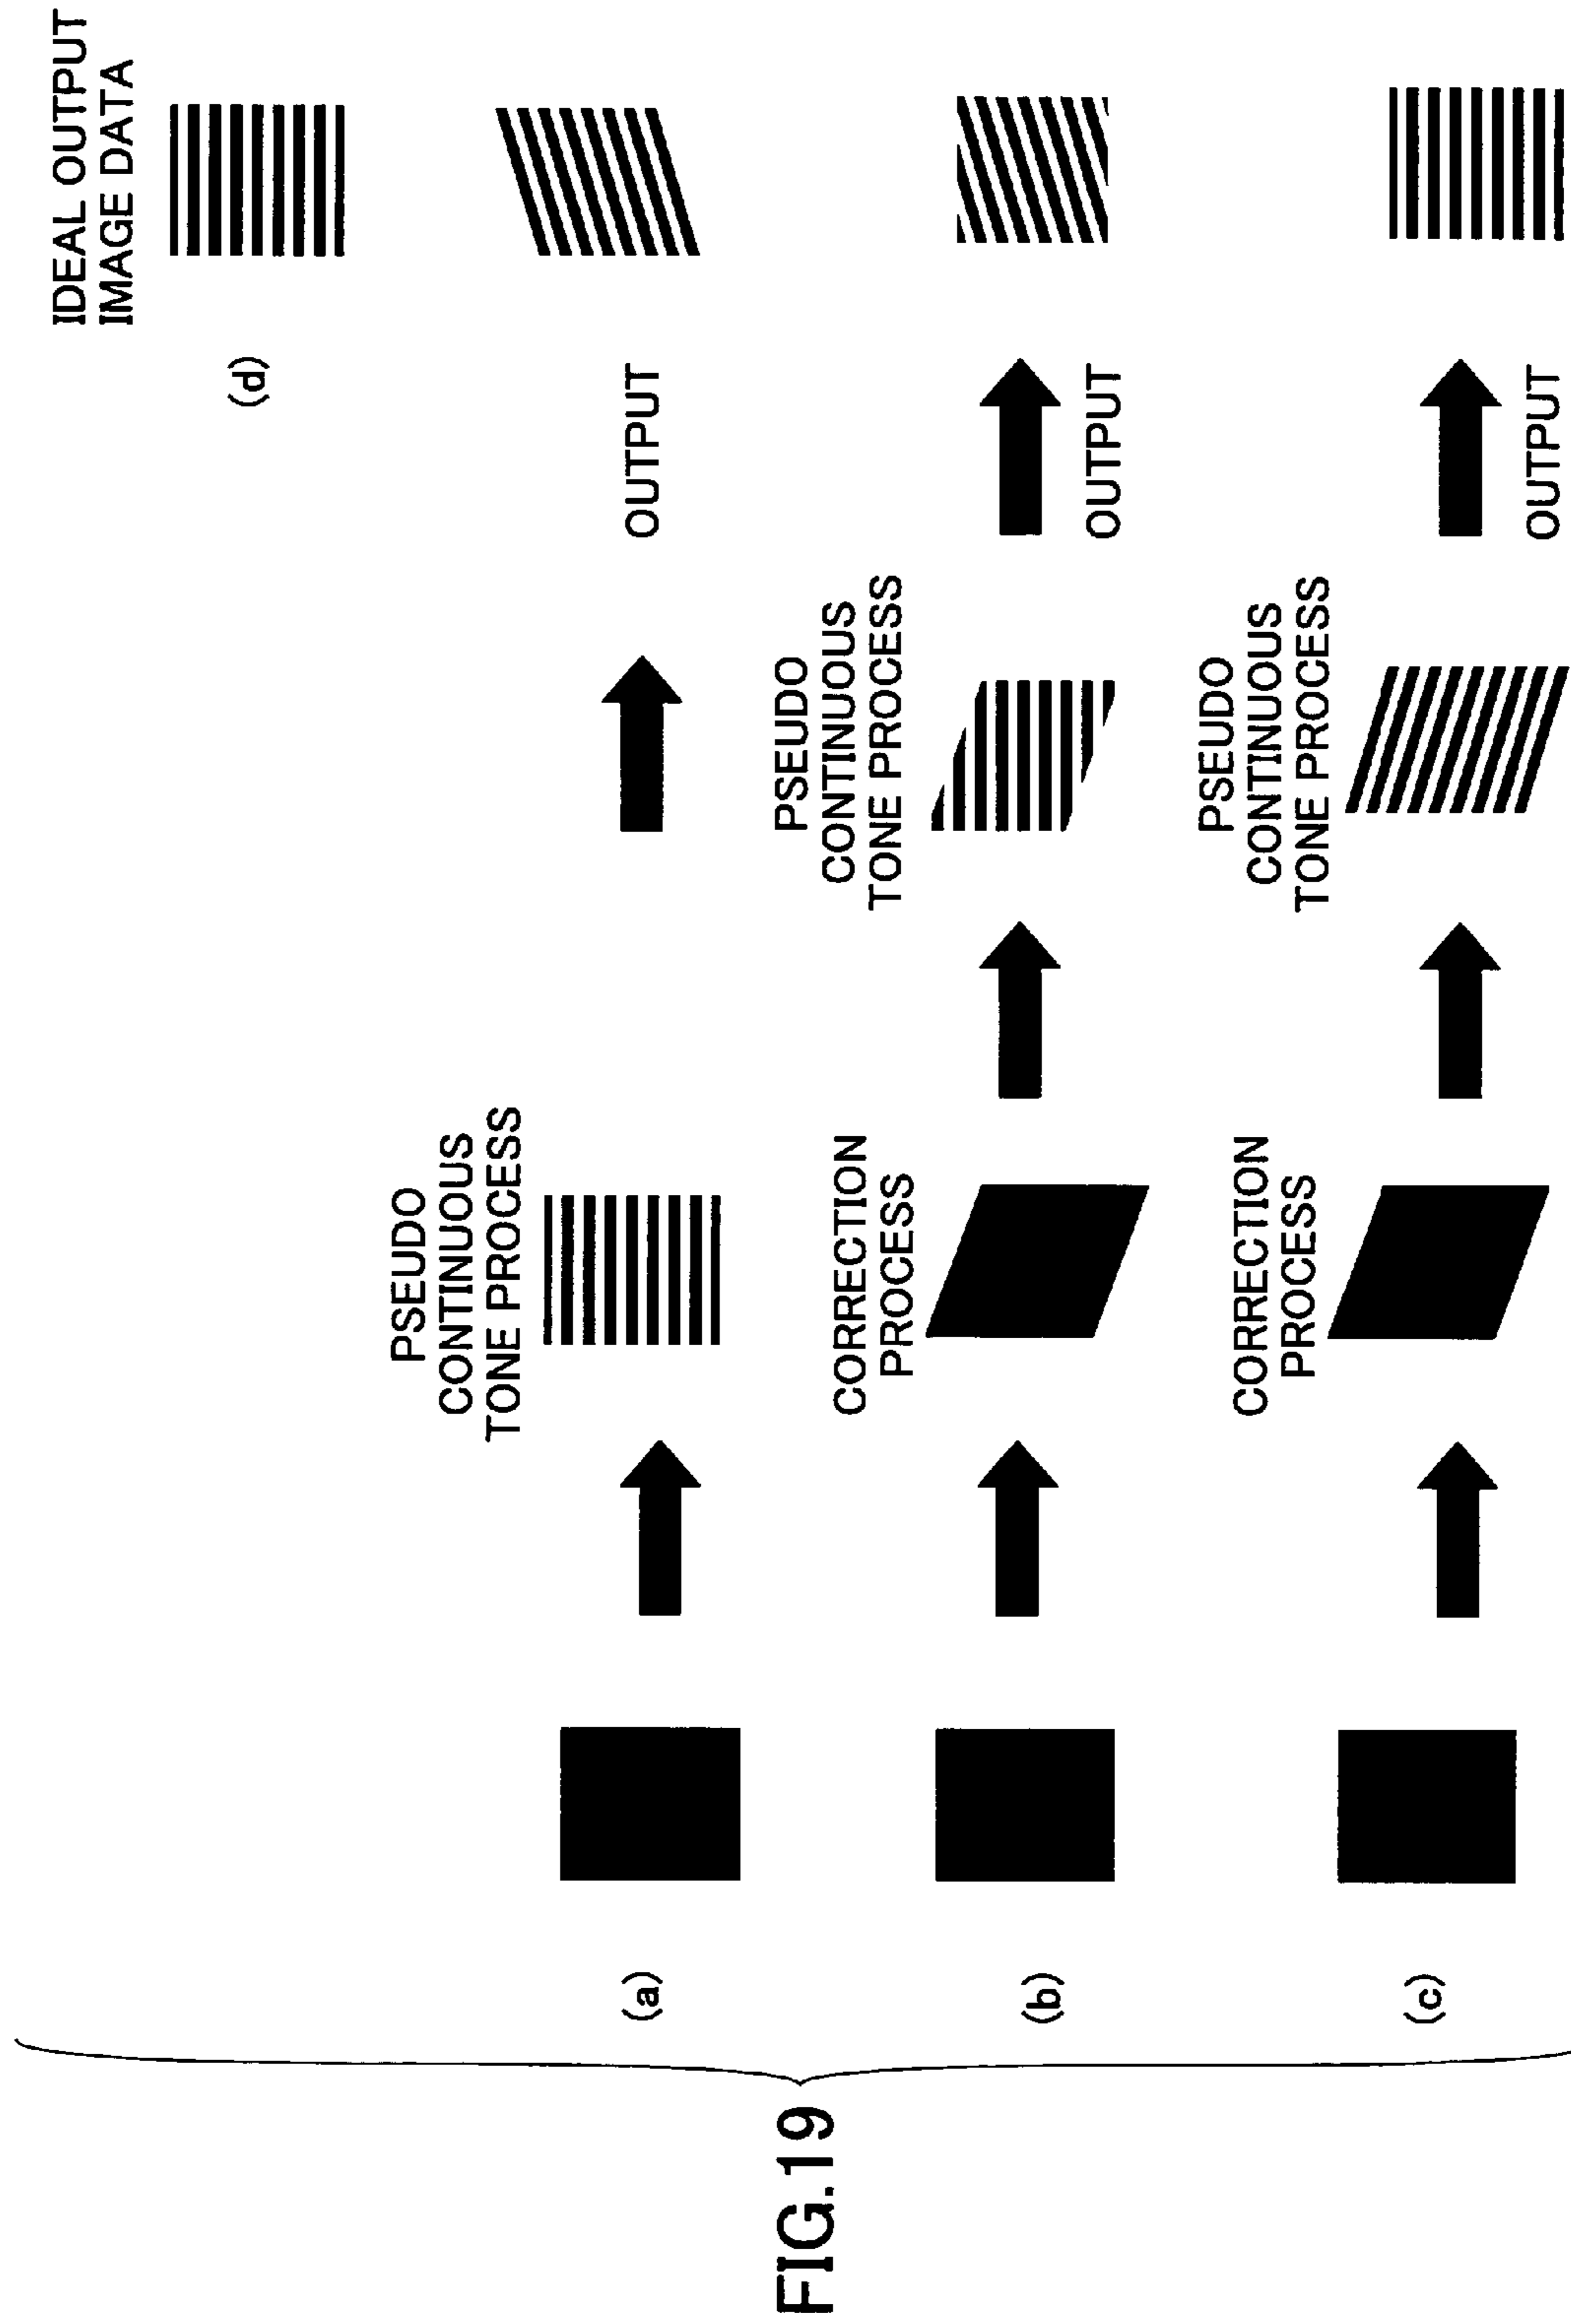 FIG.19
IDEAL OUTPUT
IMAGE DATA
(d)
(a)
PSEUDO
CONTINUOUS
TONE PROCESS
OUTPUT
(b)
CORRECTION
PROCESS
PSEUDO
CONTINUOUS
TONE PROCESS
OUTPUT
(c)
CORRECTION
PROCESS
PSEUDO
CONTINUOUS
TONE PROCESS
OUTPUT